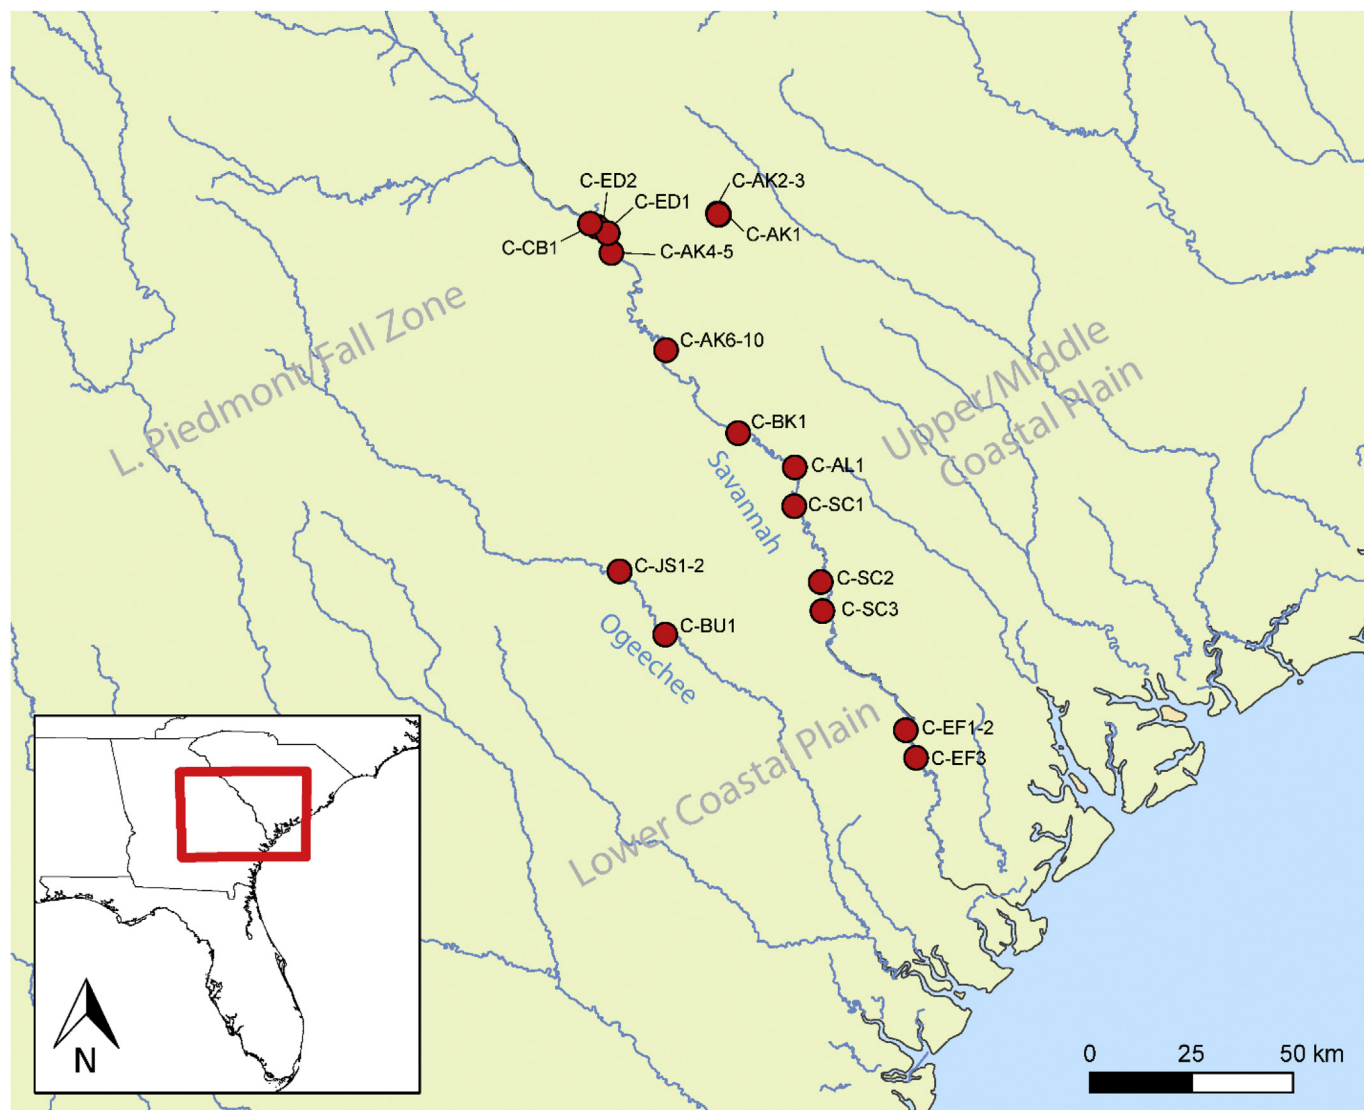 C-ED2
C-ED1
C-CB1
C-AK4-5
C-AK2-3
C-AK1
L. Piedmont/Fall Zone
C-AK6-10
Upper/Middle
Coastal Plain
C-BK1
C-AL1
Savannah
C-SC1
C-JS1-2
C-SC2
C-SC3
C-BU1
Ogeechee
C-EF1-2
C-EF3
Lower Coastal Plain
N
0 25 50 km